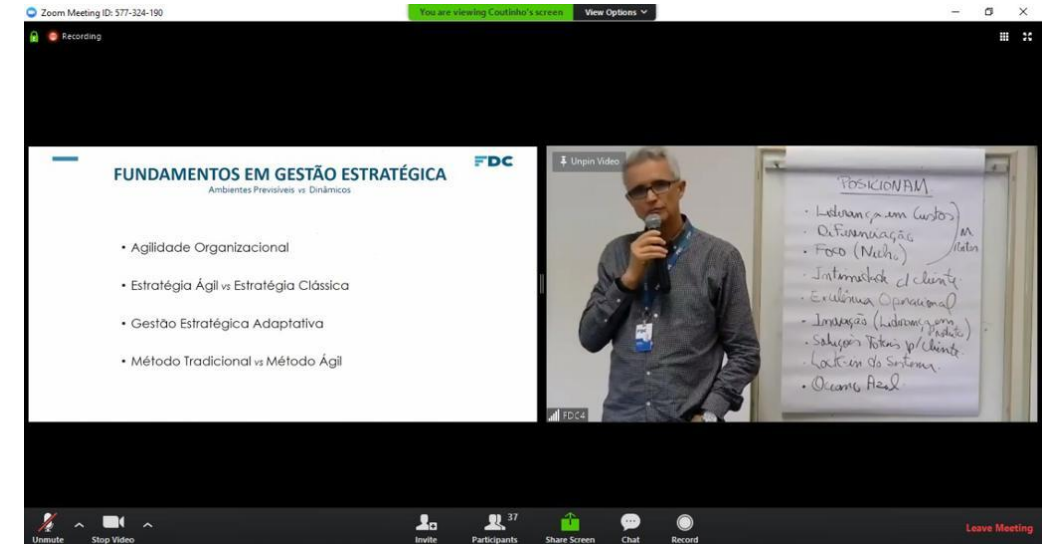 Zoom Meeting ID: 577-324-190
You are viewing Coutinho's screen
View Options
Recording
FUNDAMENTOS EM GESTÃO ESTRATÉGICA
Ambientes Previsíveis vs Dinâmicos
FDC
• Agilidade Organizacional
• Estratégia Ágil vs Estratégia Clássica
• Gestão Estratégica Adaptativa
• Método Tradicional vs Método Ágil
Unpin Video
FDC4
POSICIONAM
• Liderança em Custos
• Diferenciação
• Foco (Nicho)
• Intimidade c/ cliente
• Excelência Operacional
• Inovação (Liderança em
Produto)
• Soluções Totais p/ Cliente
• Lock-in do Sistema
• Oceano Azul
Unmute
Stop Video
Invite
Participants
37
Share Screen
Chat
Record
Leave Meeting